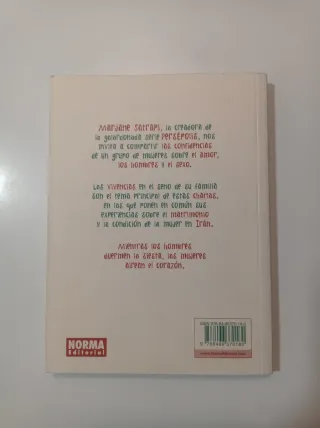 Marjane Satrapi, la creadora de
la galardonada serie Persépolis, nos
invita a compartir las confidencias
de un grupo de mujeres sobre el amor,
los hombres y el sexo.
Las vivencias en el seno de su familia
son el tema principal de estas charlas,
en las que ponen en común sus
experiencias sobre el matrimonio
y la condición de la mujer en Irán.
Mientras los hombres
duermen la siesta, las mujeres
airean el corazón.
NORMA
Editorial